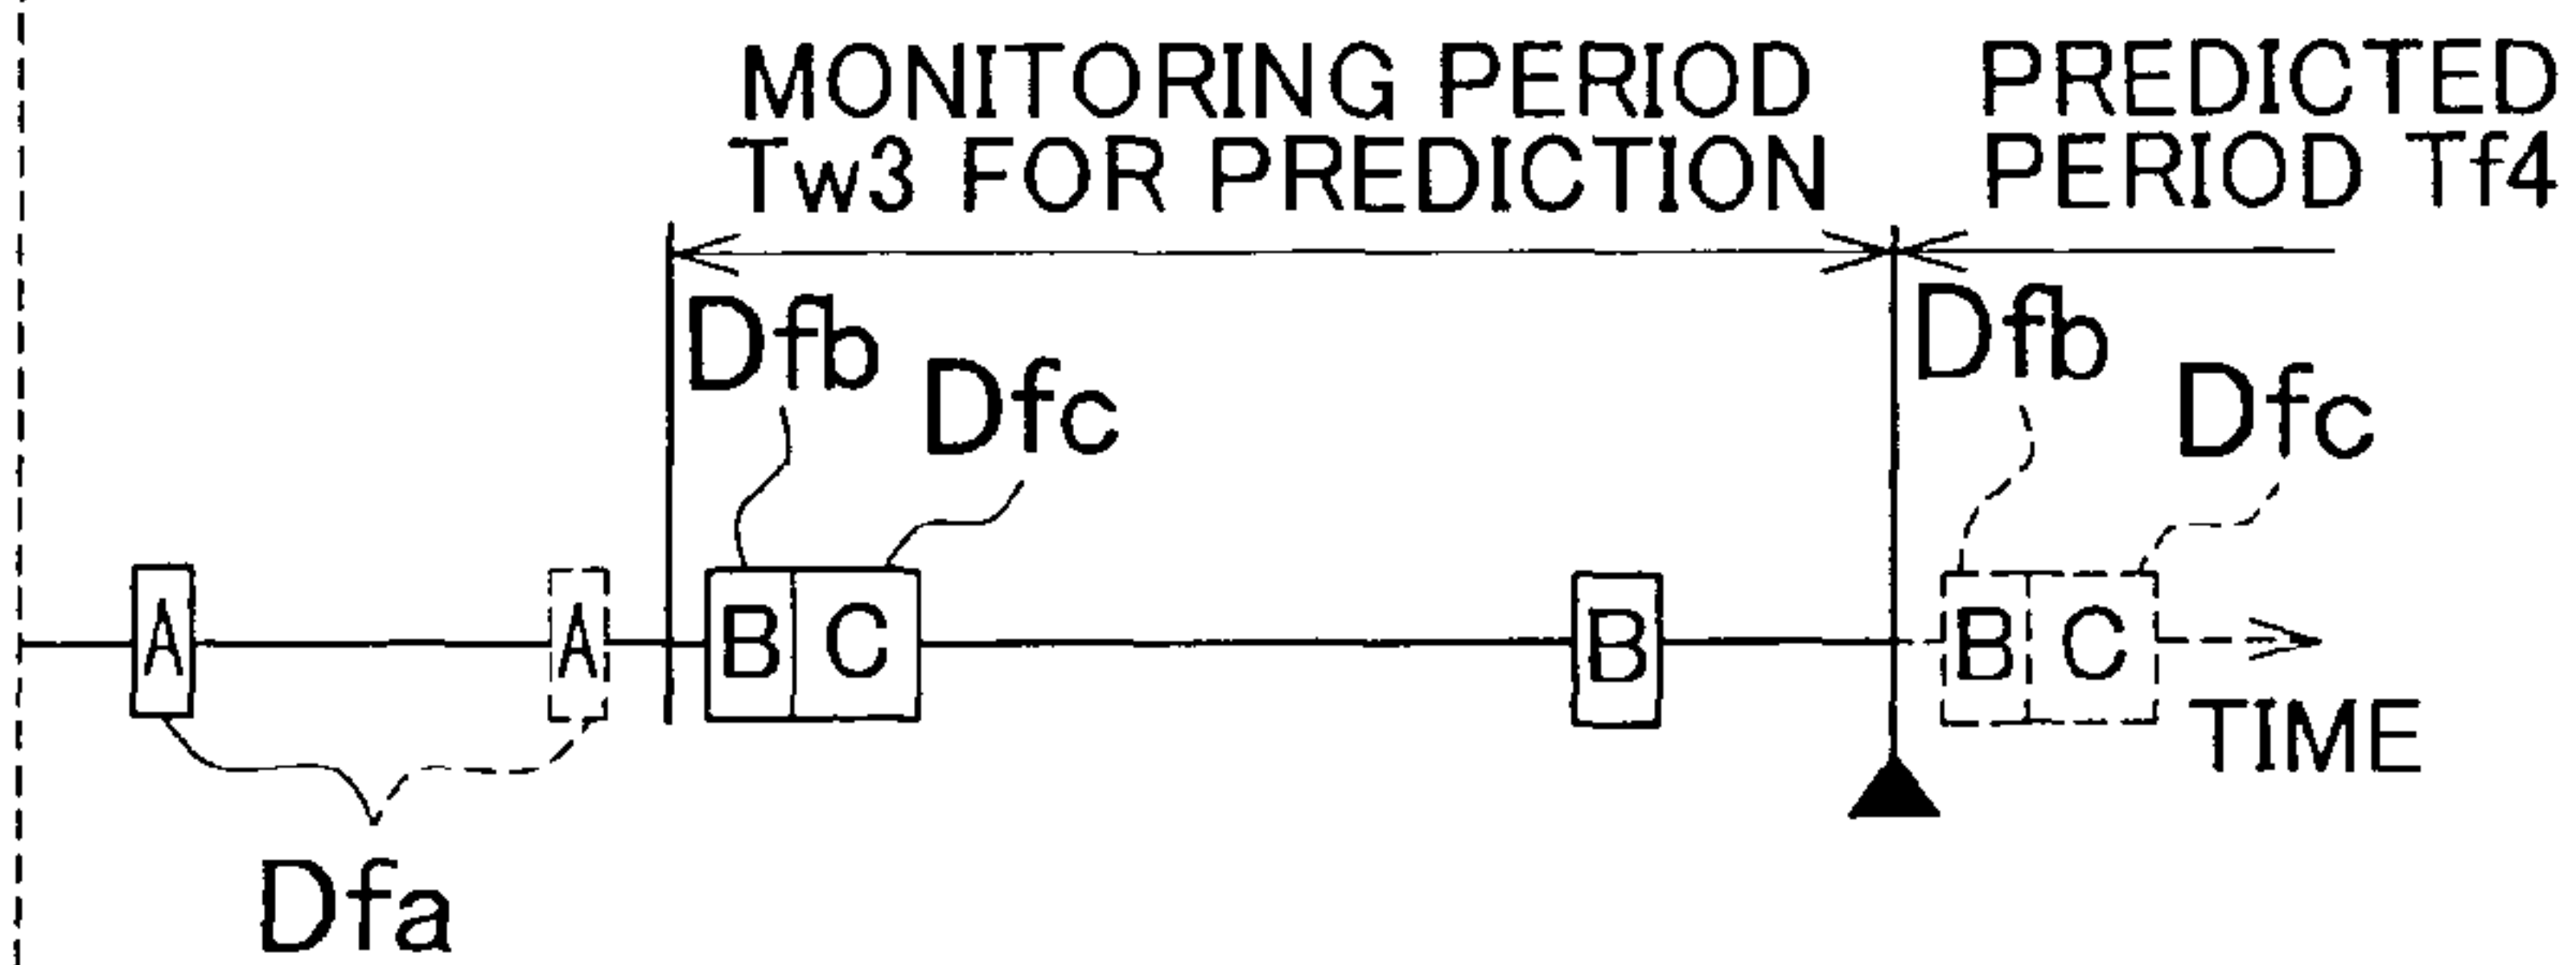 MONITORING PERIOD
Tw3 FOR PREDICTION
PREDICTED
PERIOD Tf4
Dfb
Dfc
Dfb
Dfc
A
A
B
C
B
B
C
TIME
Dfa